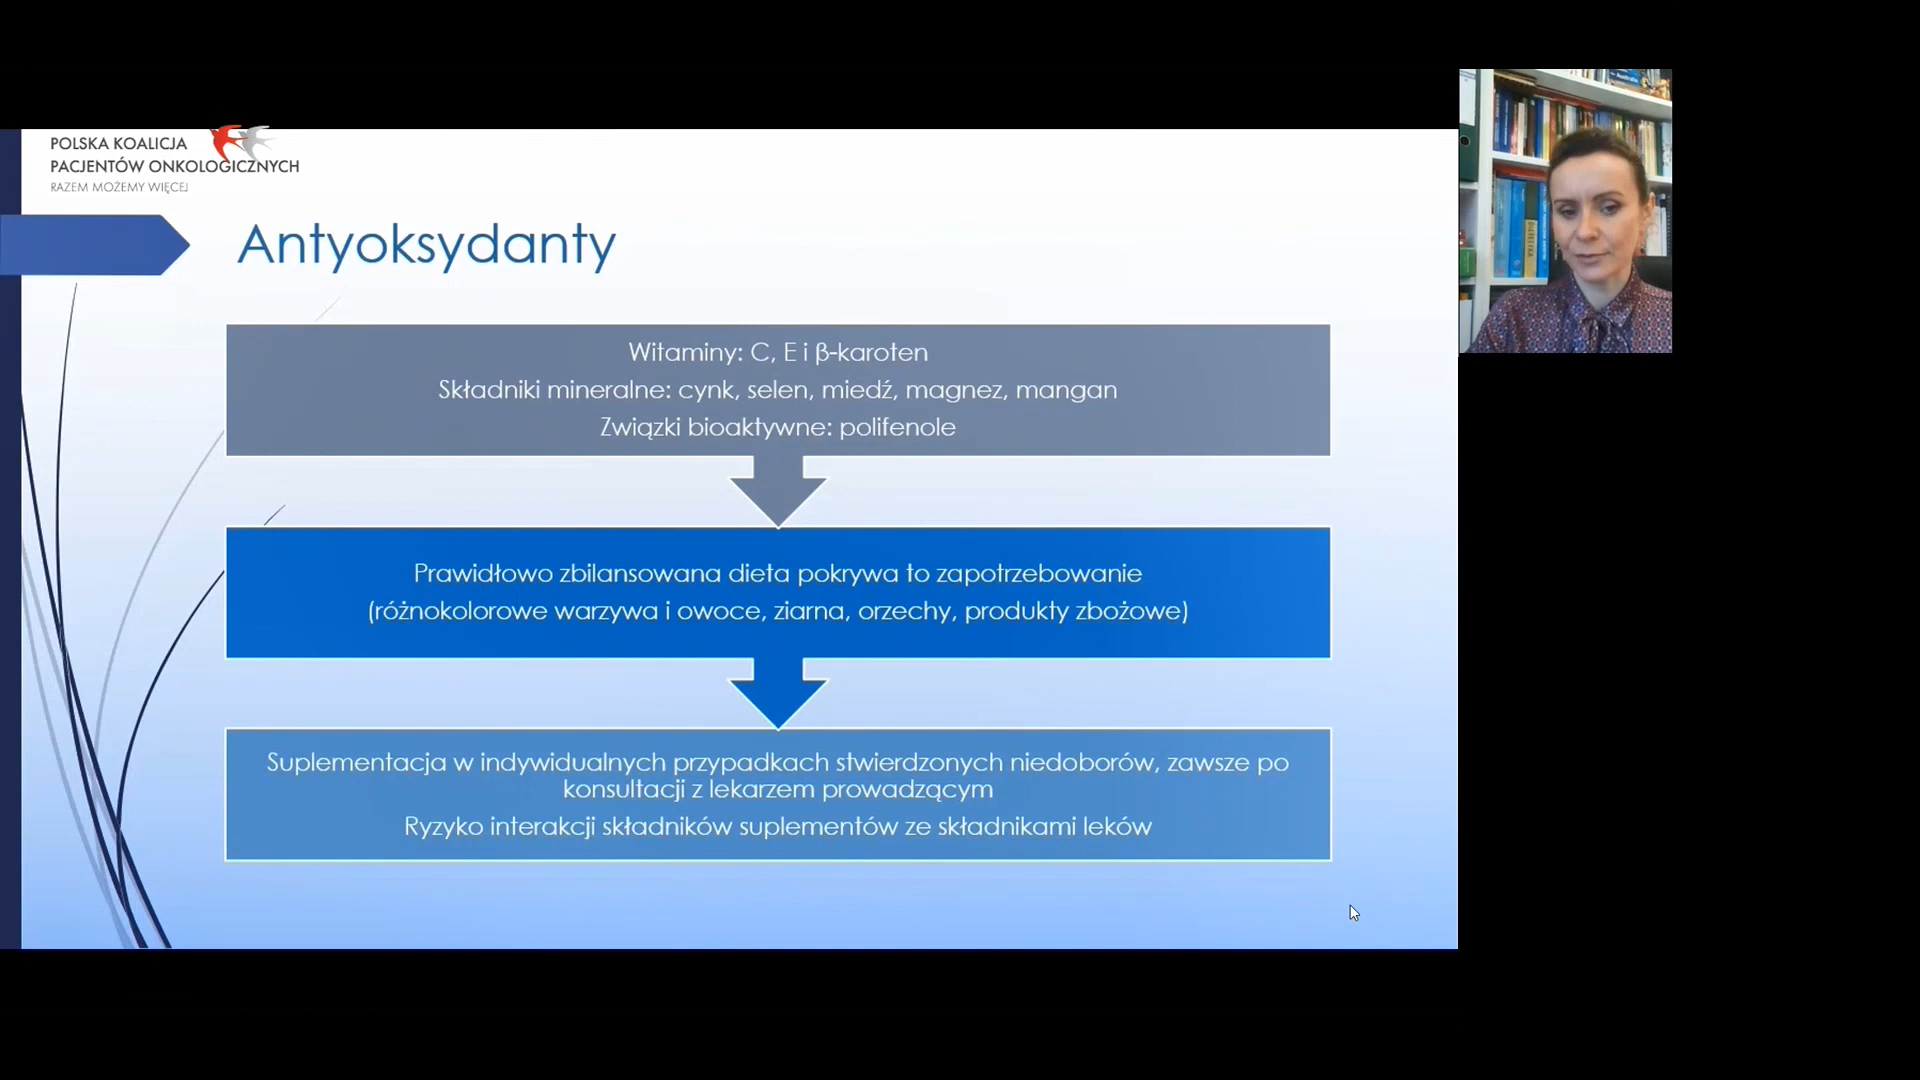 POLSKA KOALICJA
PACJENTÓW ONKOLOGICZNYCH
RAZEM MOŻEMY WIĘCEJ
Antyoksydanty
Witaminy: C, E i β-karoten
Składniki mineralne: cynk, selen, miedź, magnez, mangan
Związki bioaktywne: polifenole
Prawidłowo zbilansowana dieta pokrywa to zapotrzebowanie
(różnokolorowe warzywa i owoce, ziarna, orzechy, produkty zbożowe)
Suplementacja w indywidualnych przypadkach stwierdzonych niedoborów, zawsze po
konsultacji z lekarzem prowadzącym
Ryzyko interakcji składników suplementów ze składnikami leków